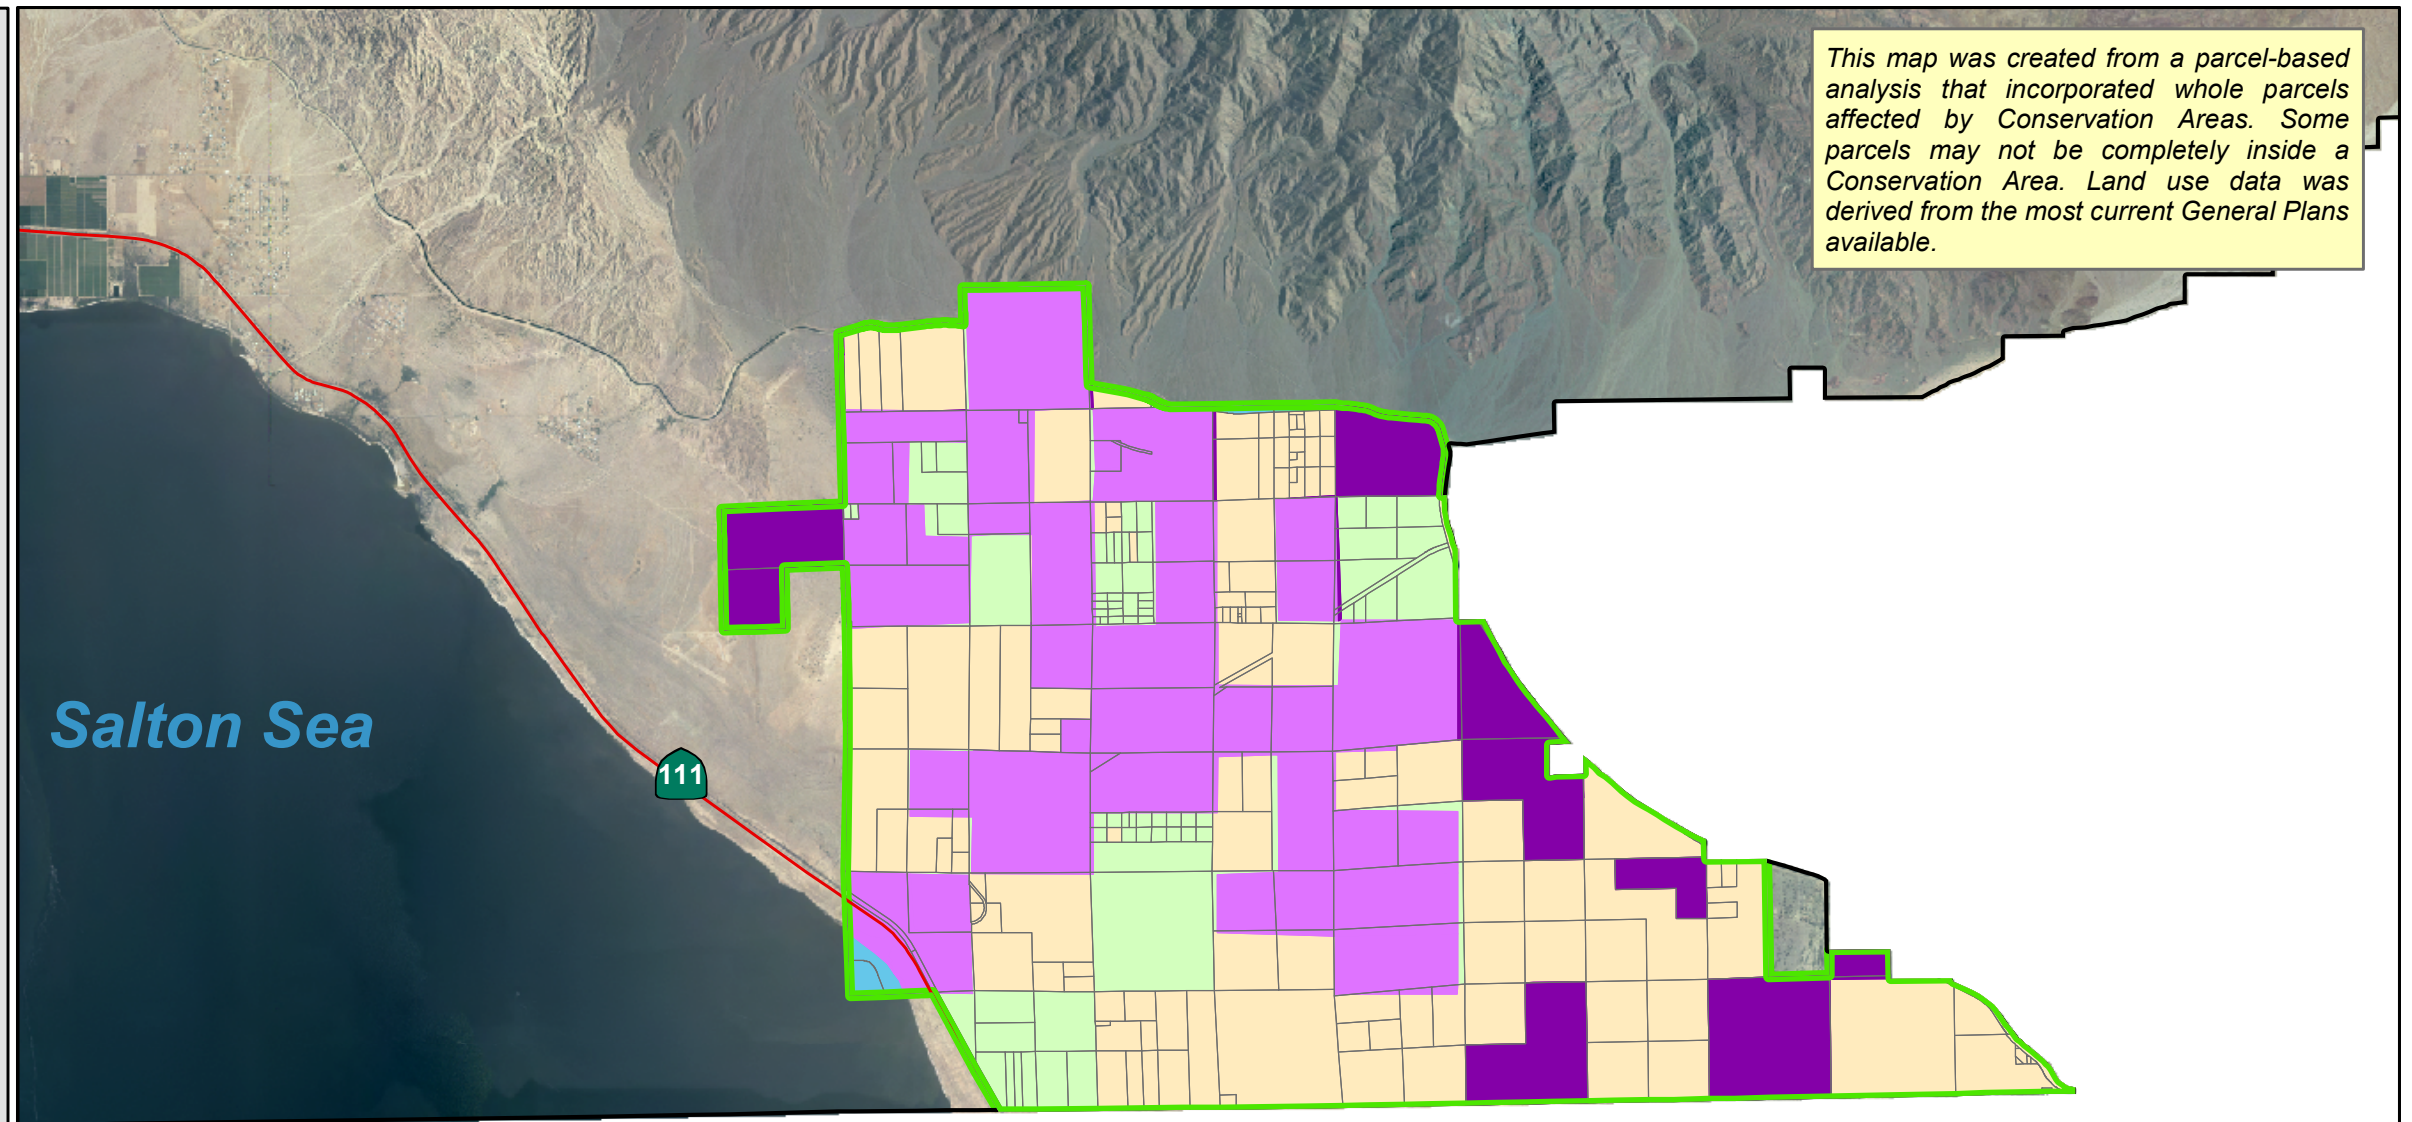 This map was created from a parcel-based
analysis that incorporated whole parcels
affected by Conservation Areas. Some
parcels may not be completely inside a
Conservation Area. Land use data was
derived from the most current General Plans
available.
Salton Sea
111